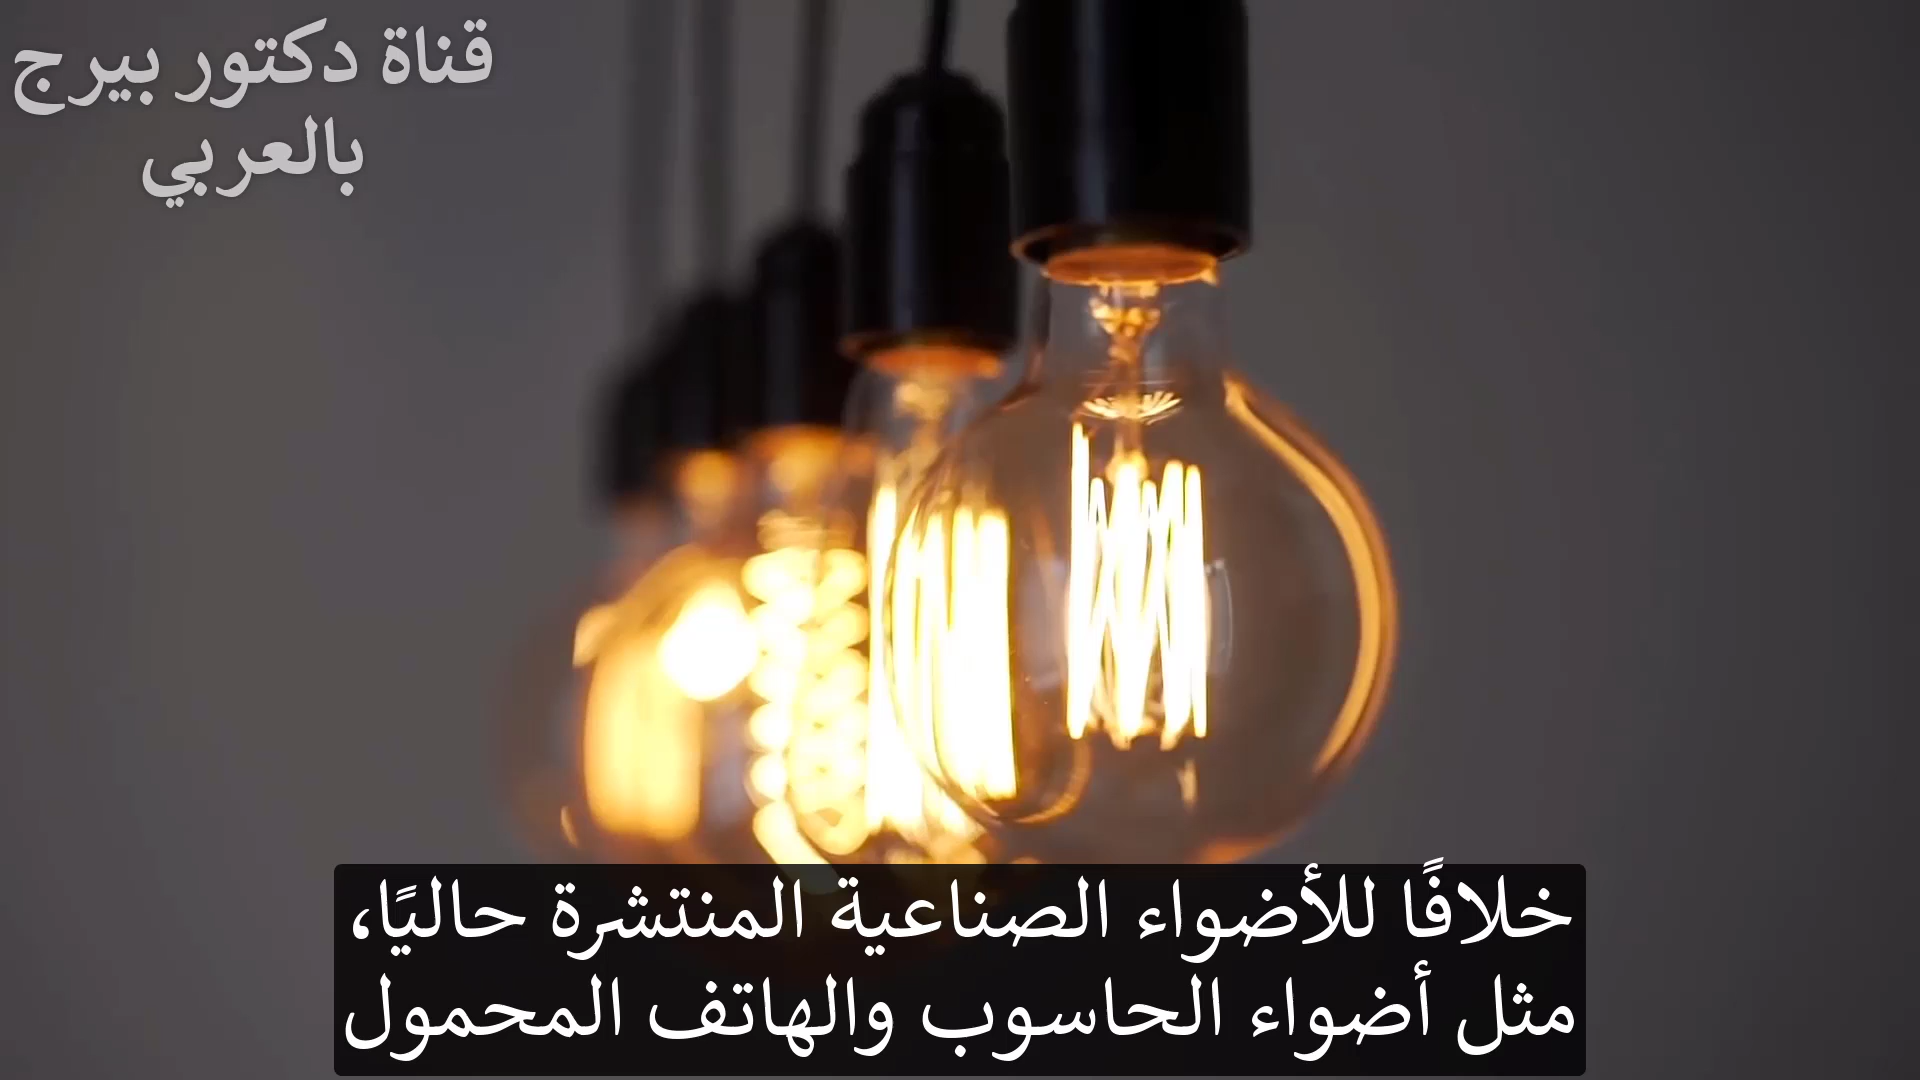 قناة دكتور بيرج
بالعربي
خلافًا للأضواء الصناعية المنتشرة حاليًا،
مثل أضواء الحاسوب والهاتف المحمول